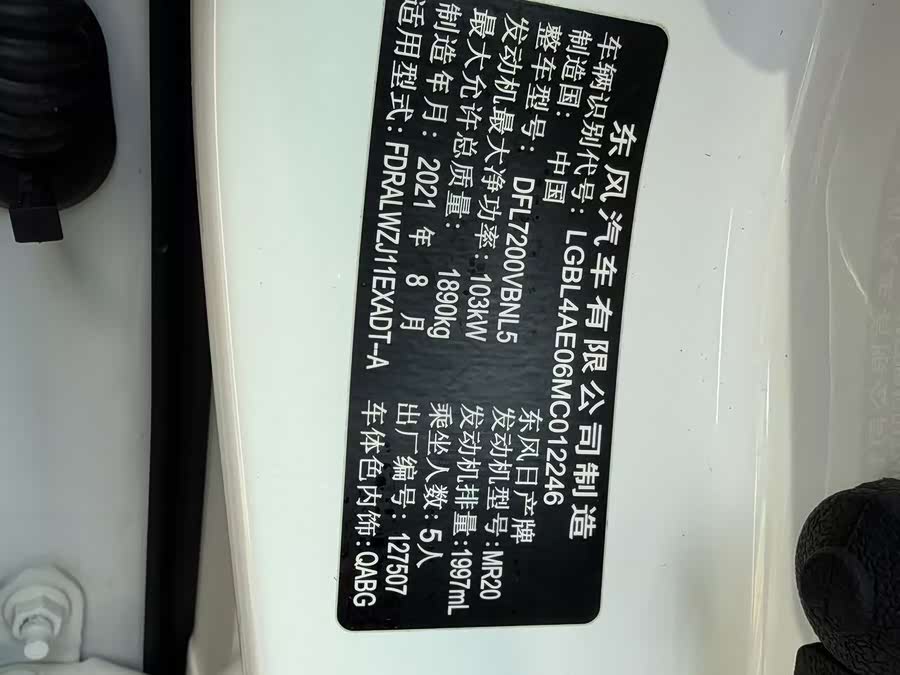 东风汽车有限公司制造
车辆识别代号: LGBL4AE06MC012246
制造国: 中国 东风日产牌
整车型号: DFL7200VBNL5 发动机型号:MR20
发动机最大净功率: 103kW 发动机排量:1997mL
最大允许总质量: 1890kg 乘坐人数:5人
制造年月: 2021 年 8 月 出厂编号: 127507
适用型式: FDRALWZJ11EXADT-A 车体色内饰:QABG